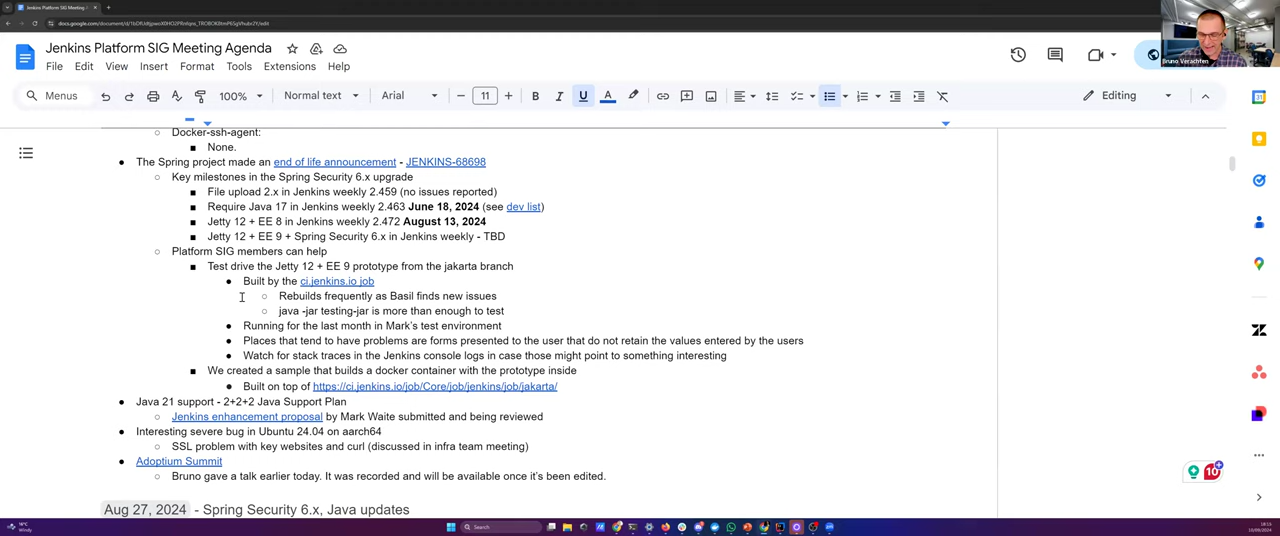 Jenkins Platform SIG Meeting Agenda
File Edit View Insert Format Tools Extensions Help
Menus 100% Normal text Arial 11 Editing
Bruno Verachten
Docker-ssh-agent:
None.
The Spring project made an end of life announcement - JENKINS-68698
Key milestones in the Spring Security 6.x upgrade
File upload 2.x in Jenkins weekly 2.459 (no issues reported)
Require Java 17 in Jenkins weekly 2.463 June 18, 2024 (see dev list)
Jetty 12 + EE 8 in Jenkins weekly 2.472 August 13, 2024
Jetty 12 + EE 9 + Spring Security 6.x in Jenkins weekly - TBD
Platform SIG members can help
Test drive the Jetty 12 + EE 9 prototype from the jakarta branch
Built by the ci.jenkins.io job
Rebuilds frequently as Basil finds new issues
java -jar testing-jar is more than enough to test
Running for the last month in Mark's test environment
Places that tend to have problems are forms presented to the user that do not retain the values entered by the users
Watch for stack traces in the Jenkins console logs in case those might point to something interesting
We created a sample that builds a docker container with the prototype inside
Built on top of https://ci.jenkins.io/job/Core/job/jenkins/job/jakarta/
Java 21 support - 2+2+2 Java Support Plan
Jenkins enhancement proposal by Mark Waite submitted and being reviewed
Interesting severe bug in Ubuntu 24.04 on aarch64
SSL problem with key websites and curl (discussed in infra team meeting)
Adoptium Summit
Bruno gave a talk earlier today. It was recorded and will be available once it's been edited.
Aug 27, 2024 - Spring Security 6.x, Java updates
10
Search
Windy
10/09/2024